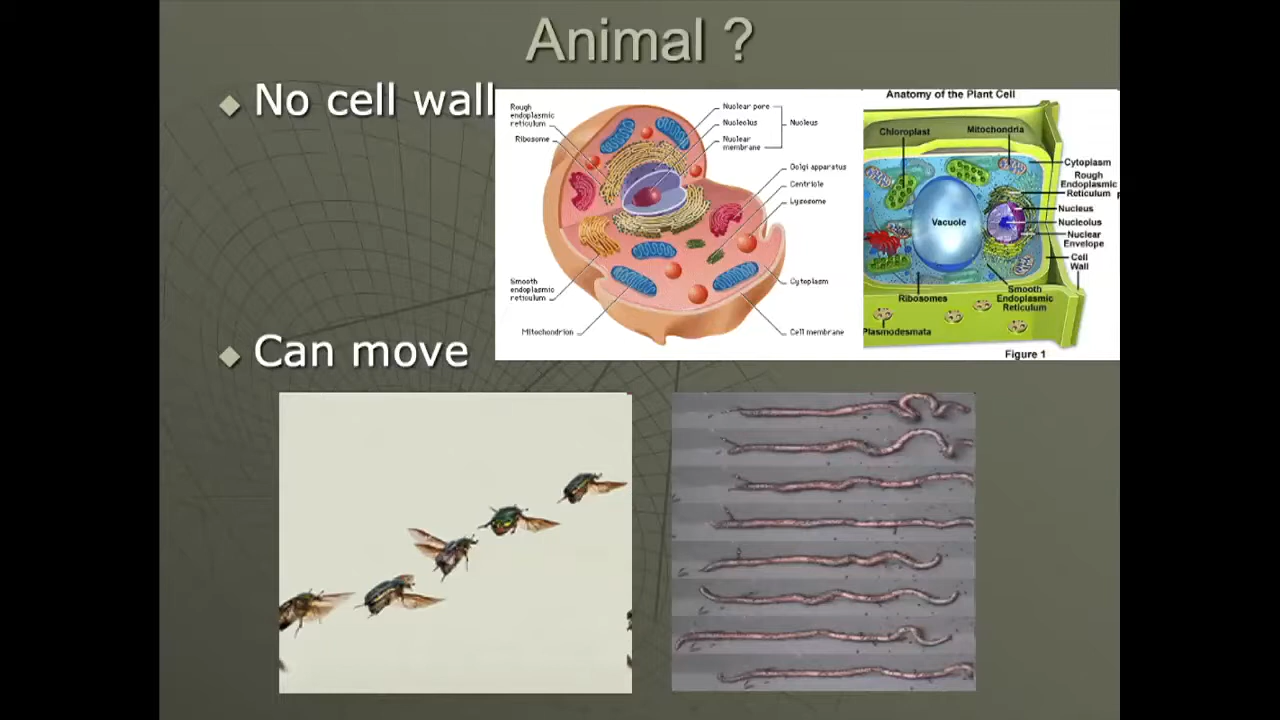 Animal ?
No cell wall
Rough
endoplasmic
reticulum
Ribosome
Smooth
endoplasmic
reticulum
Mitochondrion
Nuclear pore
Nucleolus
Nuclear
membrane
Nucleus
Golgi apparatus
Centriole
Lysosome
Cytoplasm
Cell membrane
Anatomy of the Plant Cell
Chloroplast
Mitochondria
Cytoplasm
Rough
Endoplasmic
Reticulum
Vacuole
Nucleus
Nucleolus
Nuclear
Envelope
Cell
Wall
Ribosomes
Smooth
Endoplasmic
Reticulum
Plasmodesmata
Figure 1
Can move